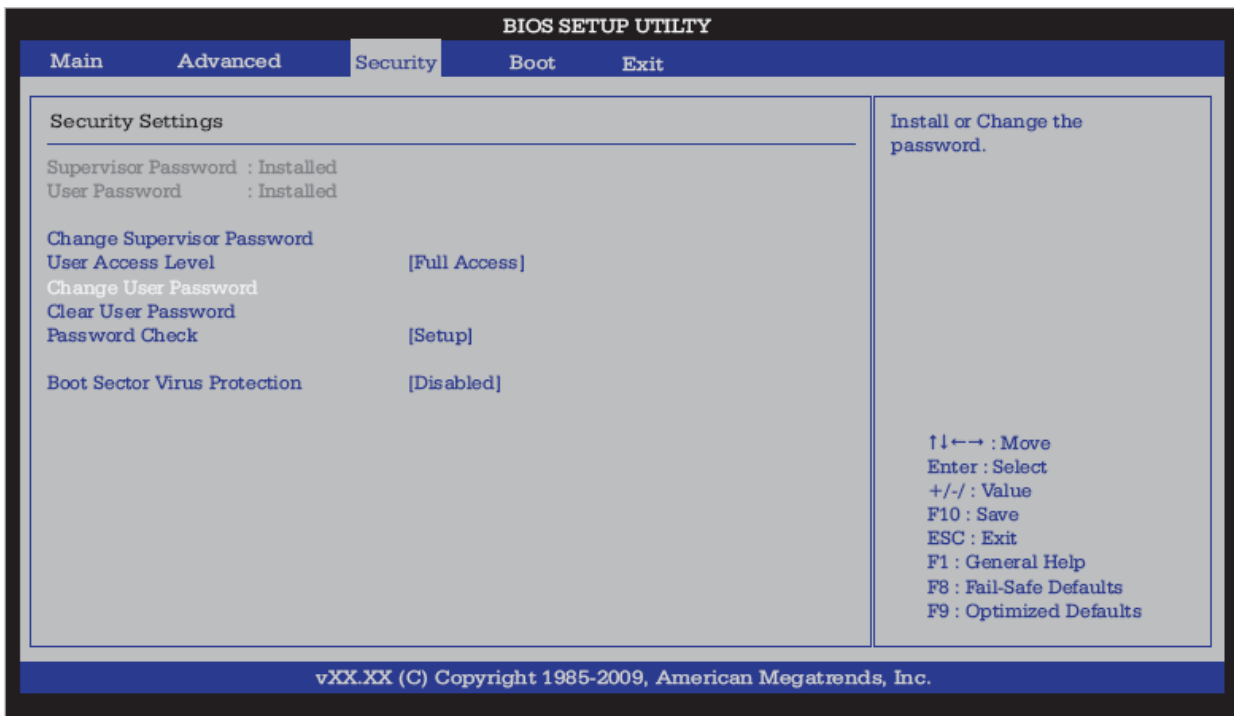 BIOS SETUP UTILTY
Main Advanced Security Boot Exit
Security Settings
Supervisor Password : Installed
User Password : Installed
Change Supervisor Password
User Access Level [Full Access]
Change User Password
Clear User Password
Password Check [Setup]
Boot Sector Virus Protection [Disabled]
Install or Change the
password.
↑↓←→ : Move
Enter : Select
+/-/ : Value
F10 : Save
ESC : Exit
F1 : General Help
F8 : Fail-Safe Defaults
F9 : Optimized Defaults
vXX.XX (C) Copyright 1985-2009, American Megatrends, Inc.